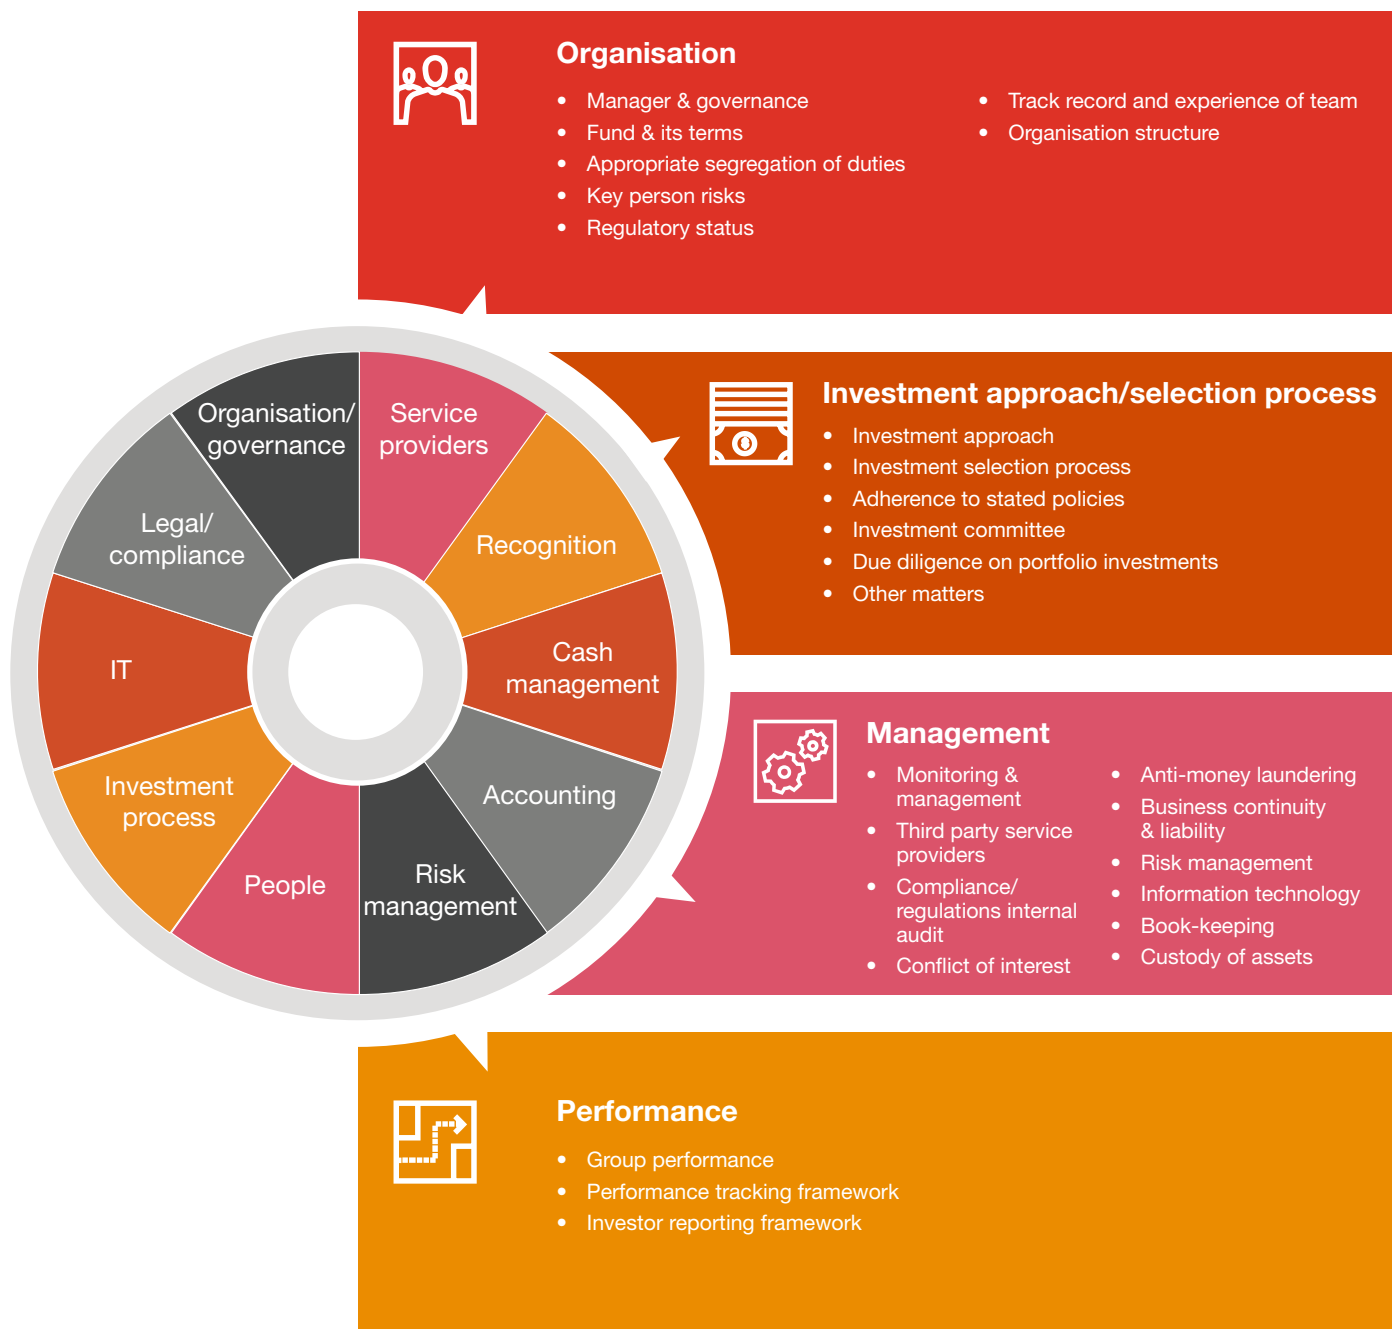 Organisation
• Manager & governance
• Fund & its terms
• Appropriate segregation of duties
• Key person risks
• Regulatory status
• Track record and experience of team
• Organisation structure
Organisation/
governance
Service
providers
Recognition
Cash
management
Accounting
Risk
management
People
Investment
process
IT
Legal/
compliance
Investment approach/selection process
• Investment approach
• Investment selection process
• Adherence to stated policies
• Investment committee
• Due diligence on portfolio investments
• Other matters
Management
• Monitoring &
management
• Third party service
providers
• Compliance/
regulations internal
audit
• Conflict of interest
• Anti-money laundering
• Business continuity
& liability
• Risk management
• Information technology
• Book-keeping
• Custody of assets
Performance
• Group performance
• Performance tracking framework
• Investor reporting framework